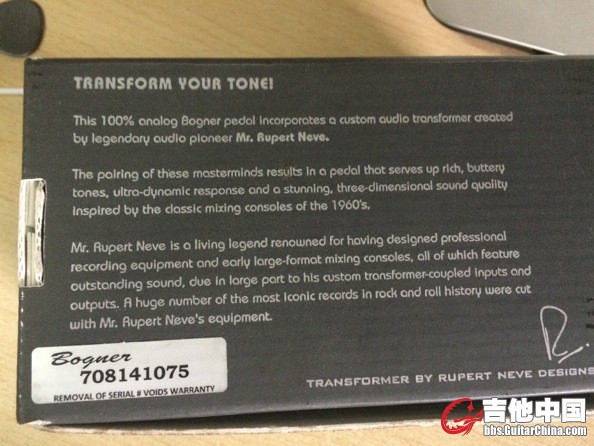 TRANSFORM YOUR TONE!
This 100% analog Bogner pedal incorporates a custom audio transformer created
by legendary audio pioneer Mr. Rupert Neve.
The pairing of these masterminds results in a pedal that serves up rich, buttery
tones, ultra-dynamic response and a stunning, three-dimensional sound quality
inspired by the classic mixing consoles of the 1960's.
Mr. Rupert Neve is a living legend renowned for having designed professional
recording equipment and early large-format mixing consoles, all of which feature
outstanding sound, due in large part to his custom transformer-coupled inputs and
outputs. A huge number of the most iconic records in rock and roll history were cut
with Mr. Rupert Neve's equipment.
Bogner
708141075
REMOVAL OF SERIAL # VOIDS WARRANTY
TRANSFORMER BY RUPERT NEVE DESIGNS
吉他中国
bbs.GuitarChina.com